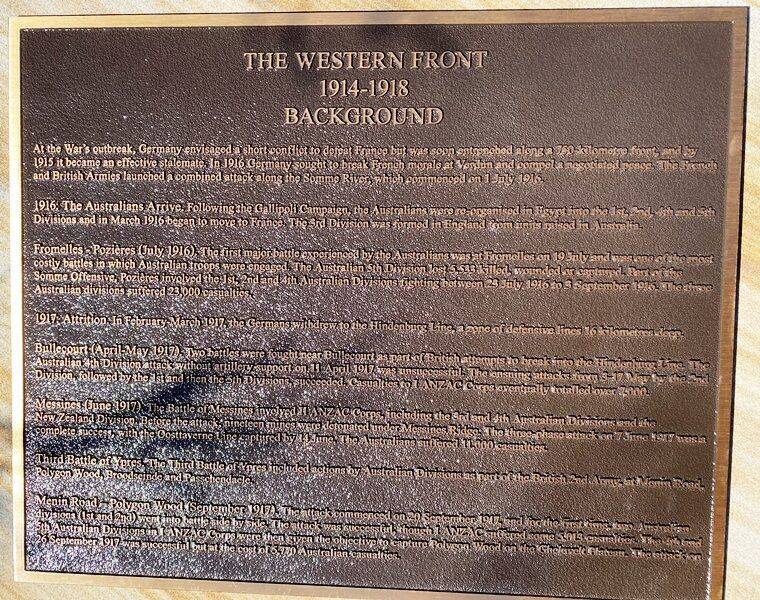 THE WESTERN FRONT
1914-1918
BACKGROUND
At the War's outbreak, Germany envisaged a short conflict to defeat France but was soon entrenched along a 760-kilometre front, and by
1915 it became an effective stalemate. In 1916 Germany sought to break French morale at Verdun and compel a negotiated peace. The French
and British Armies launched a combined attack along the Somme River, which commenced on 1 July 1916.
1916: The Australians Arrive. Following the Gallipoli Campaign, the Australians were re-organised in Egypt into the 1st, 2nd, 4th and 5th
Divisions and in March 1916 began to move to France. The 3rd Division was formed in England from units raised in Australia.
Fromelles - Pozières (July 1916). The first major battle experienced by the Australians was at Fromelles on 19 July and was one of the most
costly battles in which Australian troops were engaged. The Australian 5th Division lost 5,533 killed, wounded or captured. Part of the
Somme Offensive, Pozières involved the 1st, 2nd and 4th Australian Divisions fighting between 23 July 1916 to 3 September 1916. The three
Australian divisions suffered 23,000 casualties.
1917: Attrition. In February-March 1917, the Germans withdrew to the Hindenburg Line, a zone of defensive lines 16 kilometres deep.
Bullecourt (April-May 1917). Two battles were fought near Bullecourt as part of British attempts to break into the Hindenburg Line. The
Australian 4th Division attack without artillery support on 11 April 1917 was unsuccessful. The ensuing attacks from 3-17 May by the 2nd
Division, followed by the 1st and then the 5th Divisions, succeeded. Casualties to I ANZAC Corps eventually totalled over
Messines (June 1917). The Battle of Messines involved II ANZAC Corps, including the 3rd and 4th Australian Divisions and the
New Zealand Division. Before the attack, nineteen mines were detonated under Messines Ridge. The three-phase attack on 7 June 1917 was a
complete success, with the Oosttaverne Line captured by 14 June. The Australians suffered 11,000 casualties.
Third Battle of Ypres. The Third Battle of Ypres included actions by Australian Divisions as part of the British 2nd Army, at Menin Road,
Polygon Wood, Broodseinde and Passchendaele.
Menin Road - Polygon Wood (September 1917). The attack commenced on 20 September 1917, and for the first time, two Australian
division (1st and 2nd) went into battle side by side. The attack was successful, though I ANZAC suffered some 5,013 casualties. The 4th and
5th Australian Divisions in I ANZAC Corps were then given the objective to capture Polygon Wood on the Gheluvelt Plateau. The attack on
26 September 1917 was successful but at the cost of 5,770 Australian casualties.